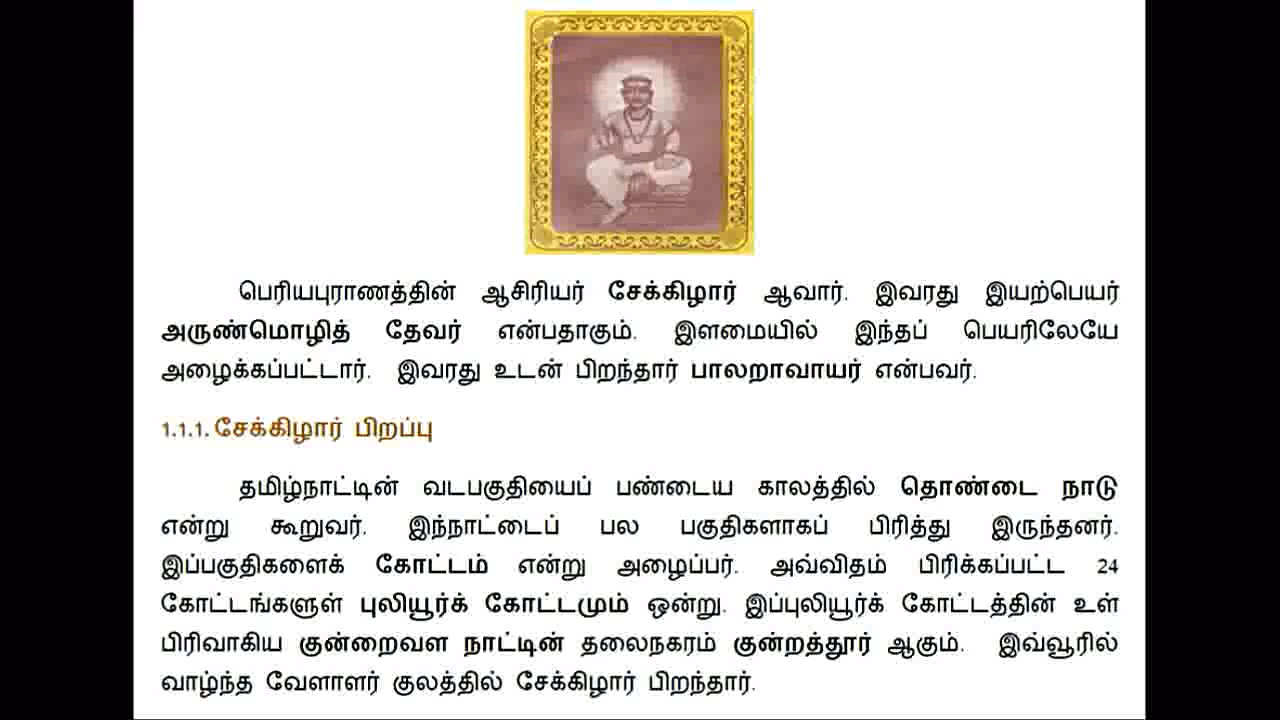 பெரியபுராணத்தின் ஆசிரியர் சேக்கிழார் ஆவார். இவரது இயற்பெயர்
அருண்மொழித் தேவர் என்பதாகும். இளமையில் இந்தப் பெயரிலேயே
அழைக்கப்பட்டார். இவரது உடன் பிறந்தார் பாலறாவாயர் என்பவர்.
1.1.1. சேக்கிழார் பிறப்பு
தமிழ்நாட்டின் வடபகுதியைப் பண்டைய காலத்தில் தொண்டை நாடு
என்று கூறுவர். இந்நாட்டைப் பல பகுதிகளாகப் பிரித்து இருந்தனர்.
இப்பகுதிகளைக் கோட்டம் என்று அழைப்பர். அவ்விதம் பிரிக்கப்பட்ட 24
கோட்டங்களுள் புலியூர்க் கோட்டமும் ஒன்று. இப்புலியூர்க் கோட்டத்தின் உள்
பிரிவாகிய குன்றைவள நாட்டின் தலைநகரம் குன்றத்தூர் ஆகும். இவ்வூரில்
வாழ்ந்த வேளாளர் குலத்தில் சேக்கிழார் பிறந்தார்.